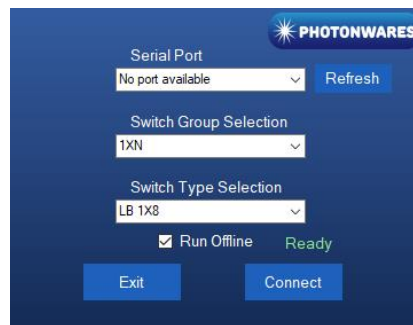 PHOTONWARES
Serial Port
No port available
Refresh
Switch Group Selection
1XN
Switch Type Selection
LB 1X8
Run Offline
Ready
Exit
Connect